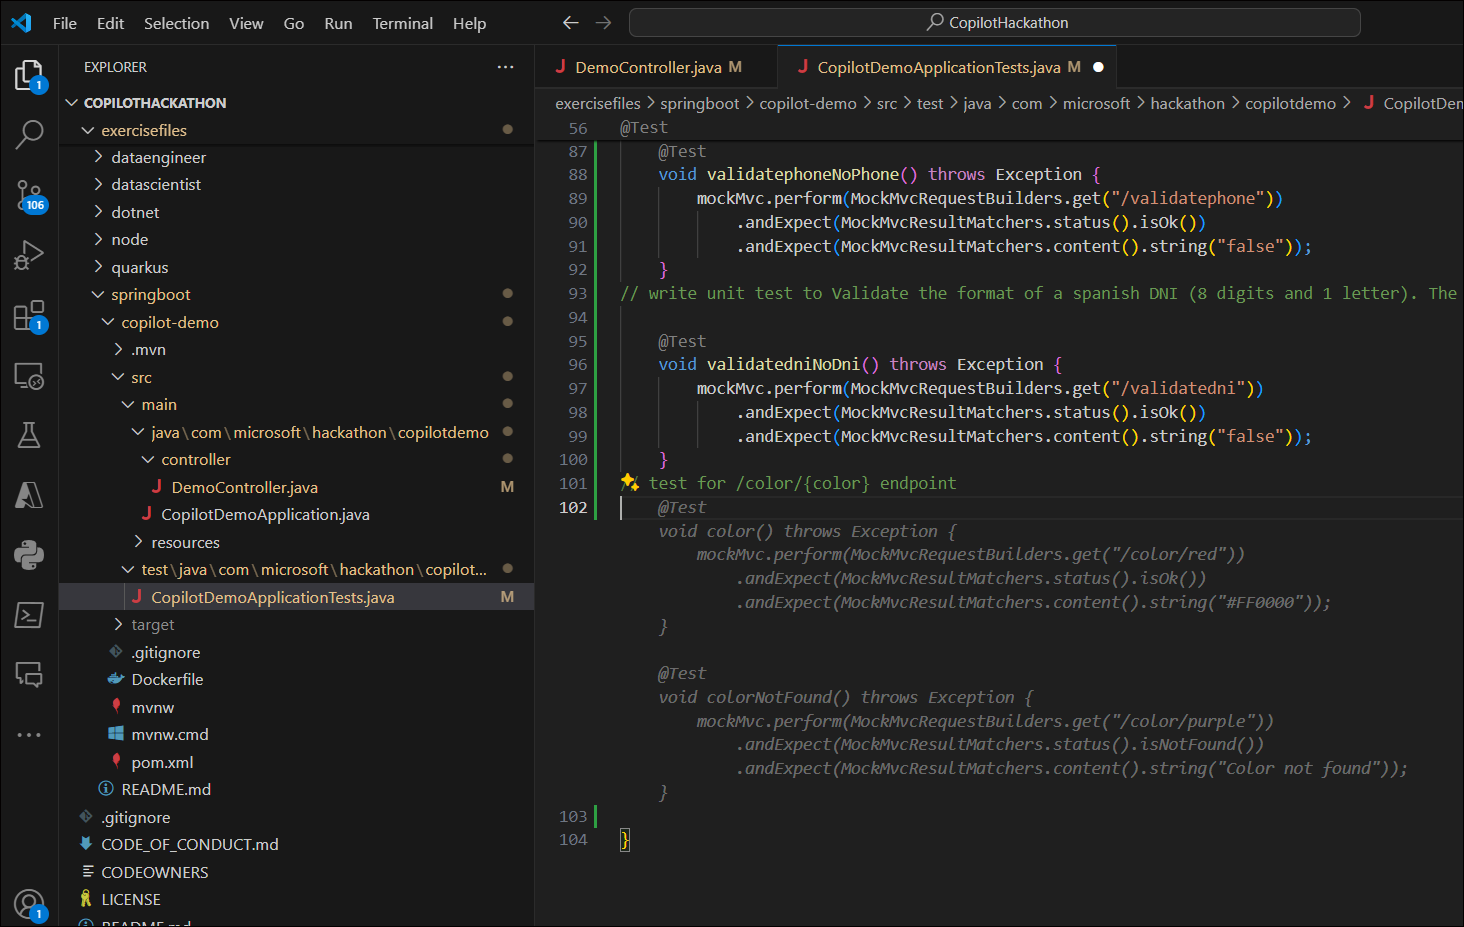 File Edit Selection View Go Run Terminal Help
CopilotHackathon
EXPLORER
COPILOTHACKATHON
exercisefiles
dataengineer
datascientist
dotnet
node
quarkus
springboot
copilot-demo
.mvn
src
main
java\com\microsoft\hackathon\copilotdemo
controller
DemoController.java M
CopilotDemoApplication.java
resources
test\java\com\microsoft\hackathon\copilot...
CopilotDemoApplicationTests.java M
target
.gitignore
Dockerfile
mvnw
mvnw.cmd
pom.xml
README.md
.gitignore
CODE_OF_CONDUCT.md
CODEOWNERS
LICENSE
README.md
1
106
1
1
DemoController.java M CopilotDemoApplicationTests.java M
exercisefiles > springboot > copilot-demo > src > test > java > com > microsoft > hackathon > copilotdemo > CopilotDem
56 @Test
87 @Test
88 void validatephoneNoPhone() throws Exception {
89 mockMvc.perform(MockMvcRequestBuilders.get("/validatephone"))
90 .andExpect(MockMvcResultMatchers.status().isOk())
91 .andExpect(MockMvcResultMatchers.content().string("false"));
92 }
93 // write unit test to Validate the format of a spanish DNI (8 digits and 1 letter). The
94
95 @Test
96 void validatedniNoDni() throws Exception {
97 mockMvc.perform(MockMvcRequestBuilders.get("/validatedni"))
98 .andExpect(MockMvcResultMatchers.status().isOk())
99 .andExpect(MockMvcResultMatchers.content().string("false"));
100 }
101 // test for /color/{color} endpoint
102 @Test
void color() throws Exception {
mockMvc.perform(MockMvcRequestBuilders.get("/color/red"))
.andExpect(MockMvcResultMatchers.status().isOk())
.andExpect(MockMvcResultMatchers.content().string("#FF0000"));
}
@Test
void colorNotFound() throws Exception {
mockMvc.perform(MockMvcRequestBuilders.get("/color/purple"))
.andExpect(MockMvcResultMatchers.status().isNotFound())
.andExpect(MockMvcResultMatchers.content().string("Color not found"));
}
103
104 }